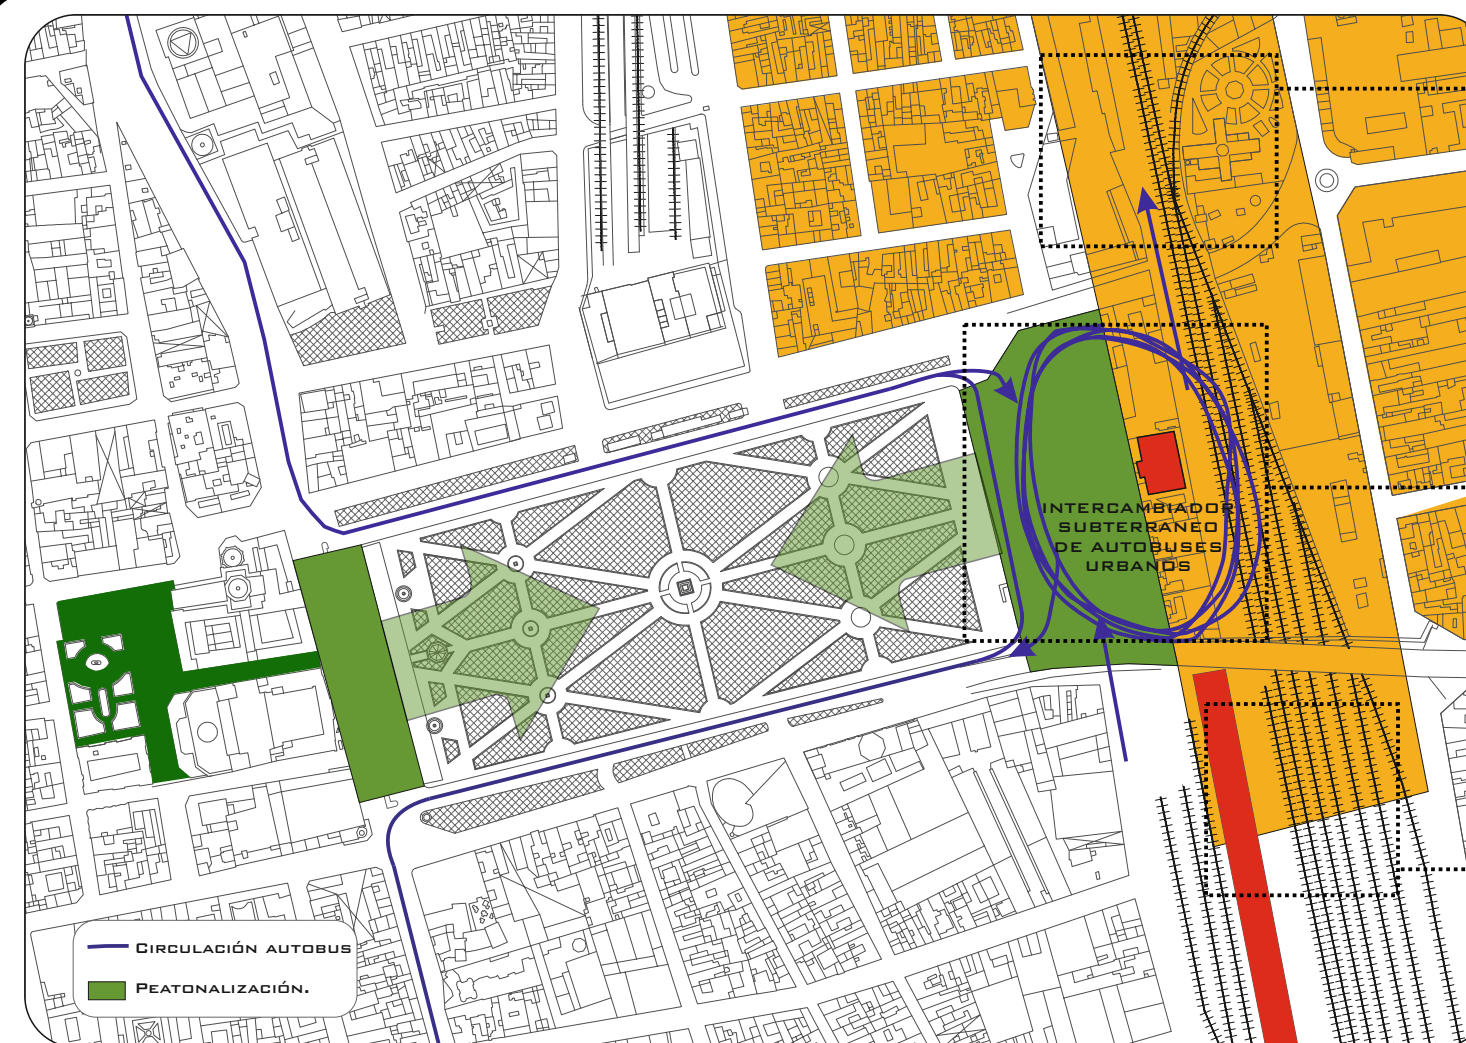 INTERCAMBIADOR
SUBTERRANEO
DE AUTOBUSES
URBANOS
CIRCULACIÓN AUTOBUS
PEATONALIZACIÓN.